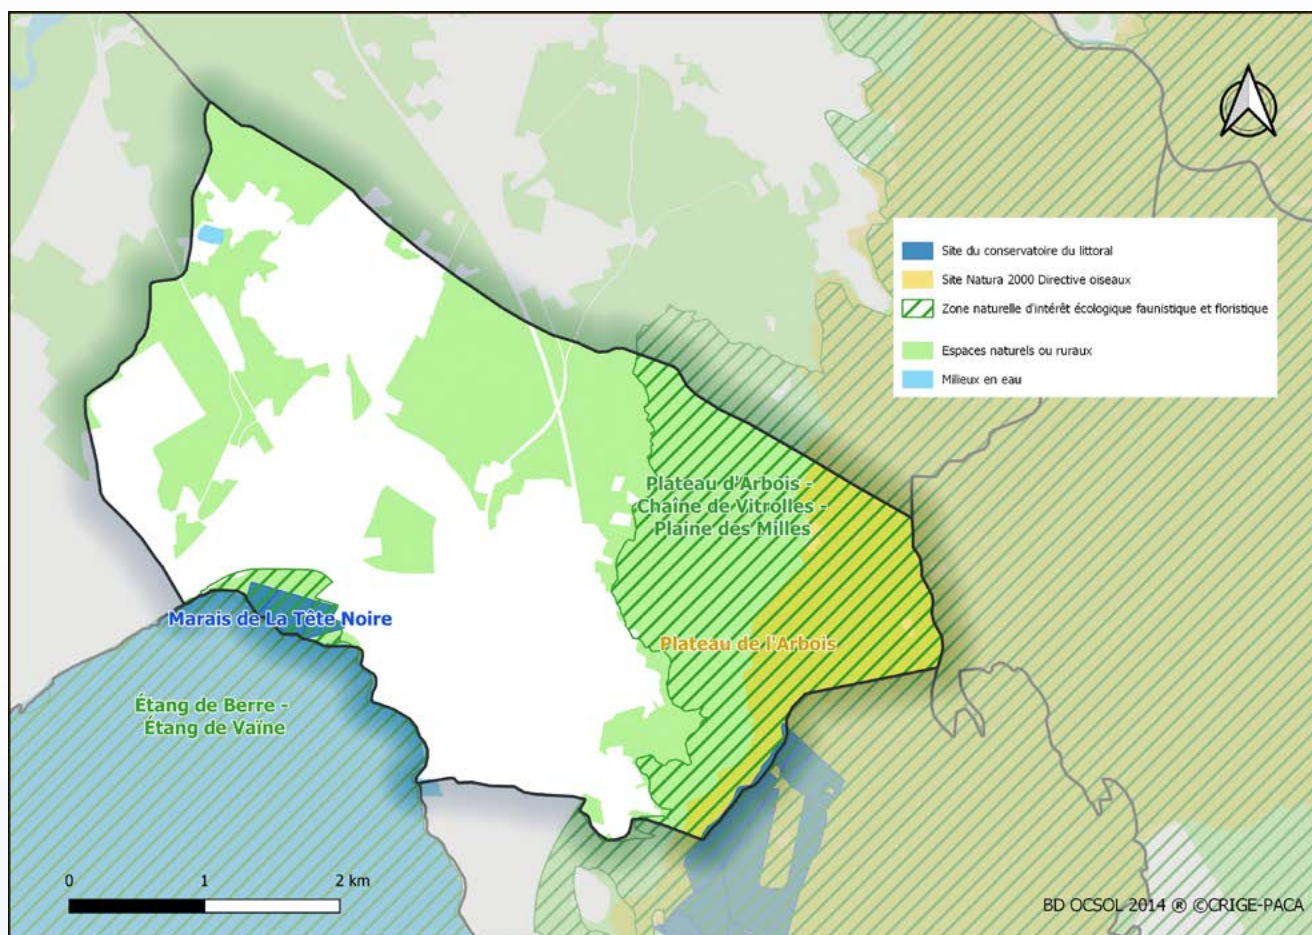 Site du conservatoire du littoral
Site Natura 2000 Directive oiseaux
Zone naturelle d'intérêt écologique faunistique et floristique
Espaces naturels ou ruraux
Milieux en eau
Plateau d'Arbois -
Chaîne de Vitrolles -
Plaine des Milles
Marais de La Tête Noire
Plateau de l'Arbois
Étang de Berre -
Étang de Vaïne
0 1 2 km
BD OCSOL 2014 ® ©CRIGE-PACA